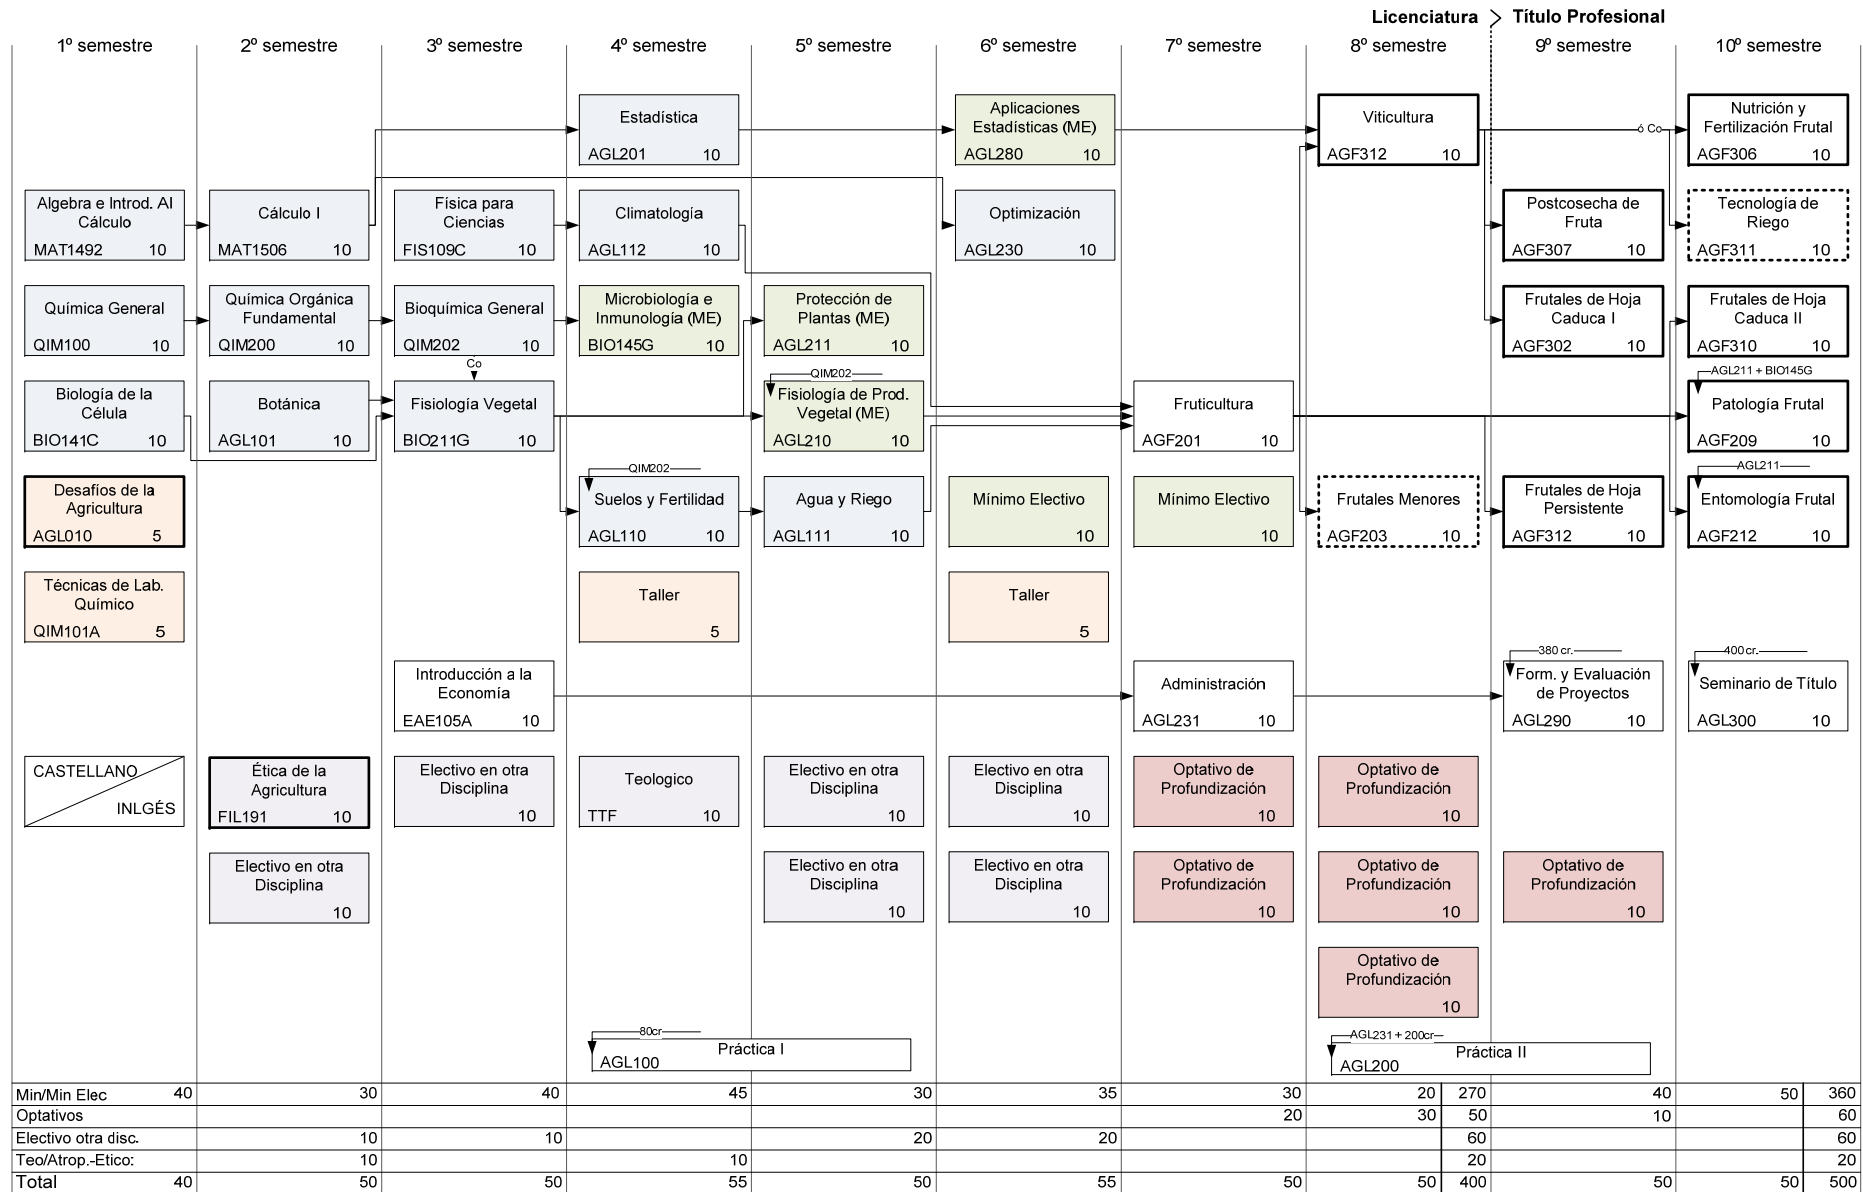 Licenciatura
Título Profesional
1º semestre
2º semestre
3º semestre
4º semestre
5º semestre
6º semestre
7º semestre
8º semestre
9º semestre
10º semestre
Estadística
AGL201 10
Aplicaciones
Estadísticas (ME)
AGL280 10
Viticultura
AGF312 10
ó Co
Nutrición y
Fertilización Frutal
AGF306 10
Algebra e Introd. Al
Cálculo
MAT1492 10
Cálculo I
MAT1506 10
Física para
Ciencias
FIS109C 10
Climatología
AGL112 10
Optimización
AGL230 10
Postcosecha de
Fruta
AGF307 10
Tecnología de
Riego
AGF311 10
Química General
QIM100 10
Química Orgánica
Fundamental
QIM200 10
Bioquímica General
QIM202 10
Microbiología e
Inmunología (ME)
BIO145G 10
Protección de
Plantas (ME)
AGL211 10
Frutales de Hoja
Caduca I
AGF302 10
Frutales de Hoja
Caduca II
AGF310 10
Biología de la
Célula
BIO141C 10
Botánica
AGL101 10
Co
Fisiología Vegetal
BIO211G 10
QIM202
Fisiología de Prod.
Vegetal (ME)
AGL210 10
Fruticultura
AGF201 10
AGL211 + BIO145G
Patología Frutal
AGF209 10
Desafíos de la
Agricultura
AGL010 5
QIM202
Suelos y Fertilidad
AGL110 10
Agua y Riego
AGL111 10
Mínimo Electivo
10
Mínimo Electivo
10
Frutales Menores
AGF203 10
Frutales de Hoja
Persistente
AGF312 10
AGL211
Entomología Frutal
AGF212 10
Técnicas de Lab.
Químico
QIM101A 5
Taller
5
Taller
5
Introducción a la
Economía
EAE105A 10
Administración
AGL231 10
380 cr.
Form. y Evaluación
de Proyectos
AGL290 10
400 cr.
Seminario de Título
AGL300 10
CASTELLANO
INLGÉS
Ética de la
Agricultura
FIL191 10
Electivo en otra
Disciplina
10
Teologico
TTF 10
Electivo en otra
Disciplina
10
Electivo en otra
Disciplina
10
Optativo de
Profundización
10
Optativo de
Profundización
10
Electivo en otra
Disciplina
10
Electivo en otra
Disciplina
10
Electivo en otra
Disciplina
10
Optativo de
Profundización
10
Optativo de
Profundización
10
Optativo de
Profundización
10
Optativo de
Profundización
10
80cr
Práctica I
AGL100
AGL231 + 200cr
Práctica II
AGL200
Min/Min Elec 40 30 40 45 30 35 30 20 270 40 50 360
Optativos 20 30 50 10 60
Electivo otra disc. 10 10 20 20 60 60
Teo/Atrop.-Etico: 10 10 20 20
Total 40 50 50 55 50 55 50 50 400 50 50 500